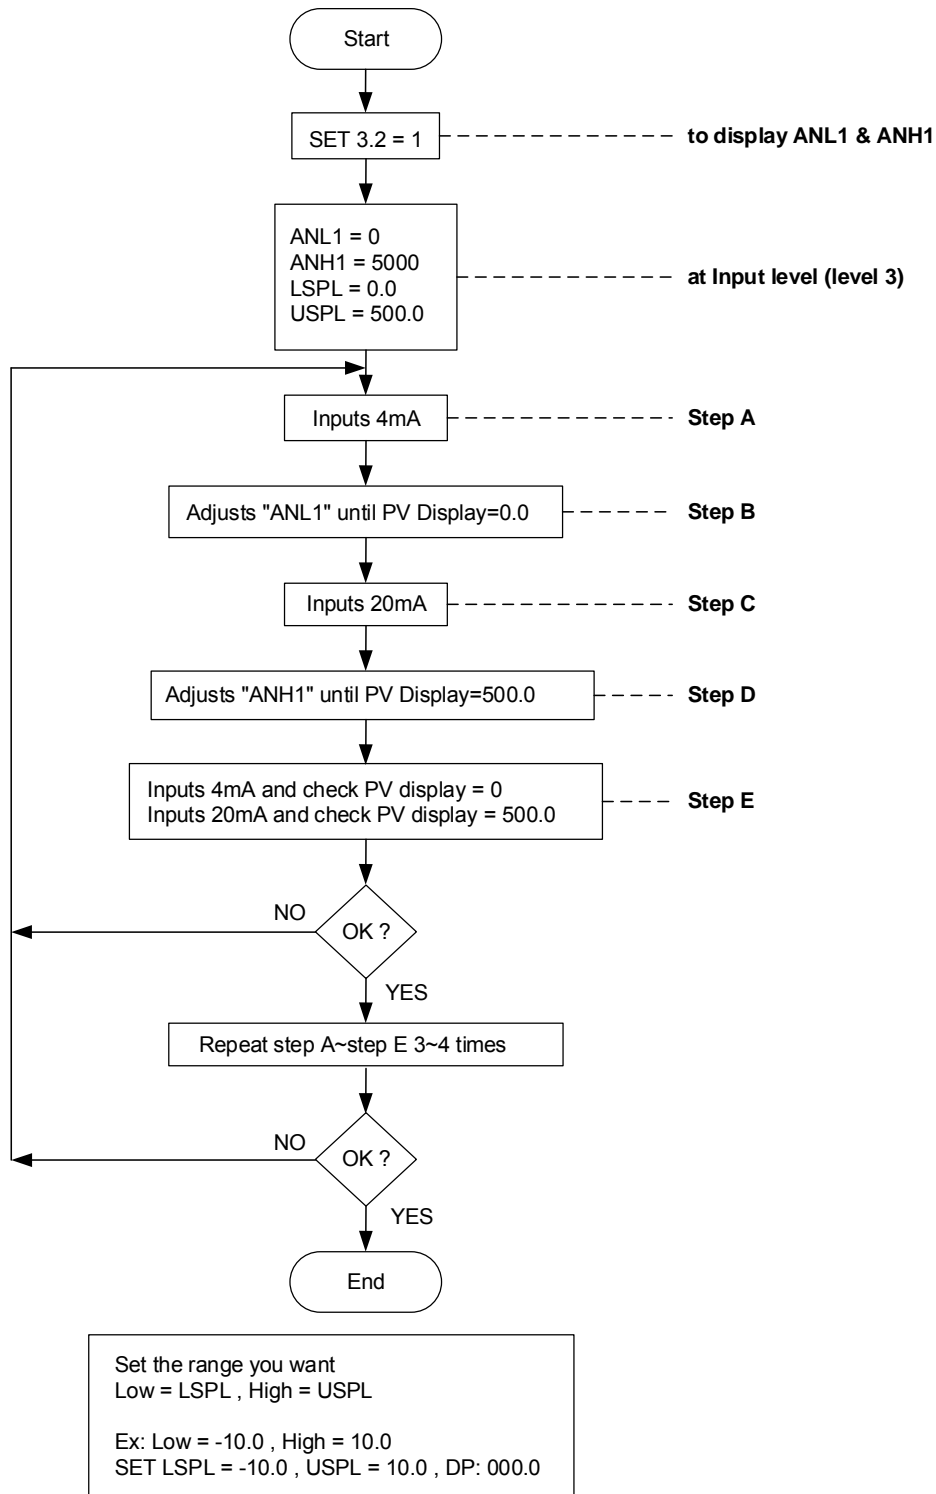 Start
SET 3.2 = 1
to display ANL1 & ANH1
ANL1 = 0
ANH1 = 5000
LSPL = 0.0
USPL = 500.0
at Input level (level 3)
Inputs 4mA
Step A
Adjusts "ANL1" until PV Display=0.0
Step B
Inputs 20mA
Step C
Adjusts "ANH1" until PV Display=500.0
Step D
Inputs 4mA and check PV display = 0
Inputs 20mA and check PV display = 500.0
Step E
NO
OK ?
YES
Repeat step A~step E 3~4 times
NO
OK ?
YES
End
Set the range you want
Low = LSPL , High = USPL
Ex: Low = -10.0 , High = 10.0
SET LSPL = -10.0 , USPL = 10.0 , DP: 000.0